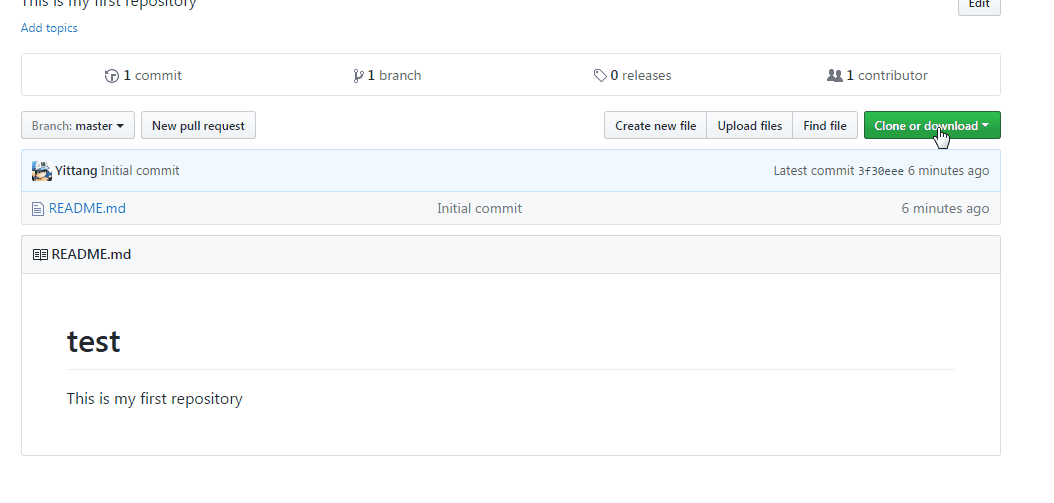 This is my first repository
Edit
Add topics
1 commit 1 branch 0 releases 1 contributor
Branch: master New pull request Create new file Upload files Find file Clone or download
Yittang Initial commit Latest commit 3f30eee 6 minutes ago
README.md Initial commit 6 minutes ago
README.md
test
This is my first repository